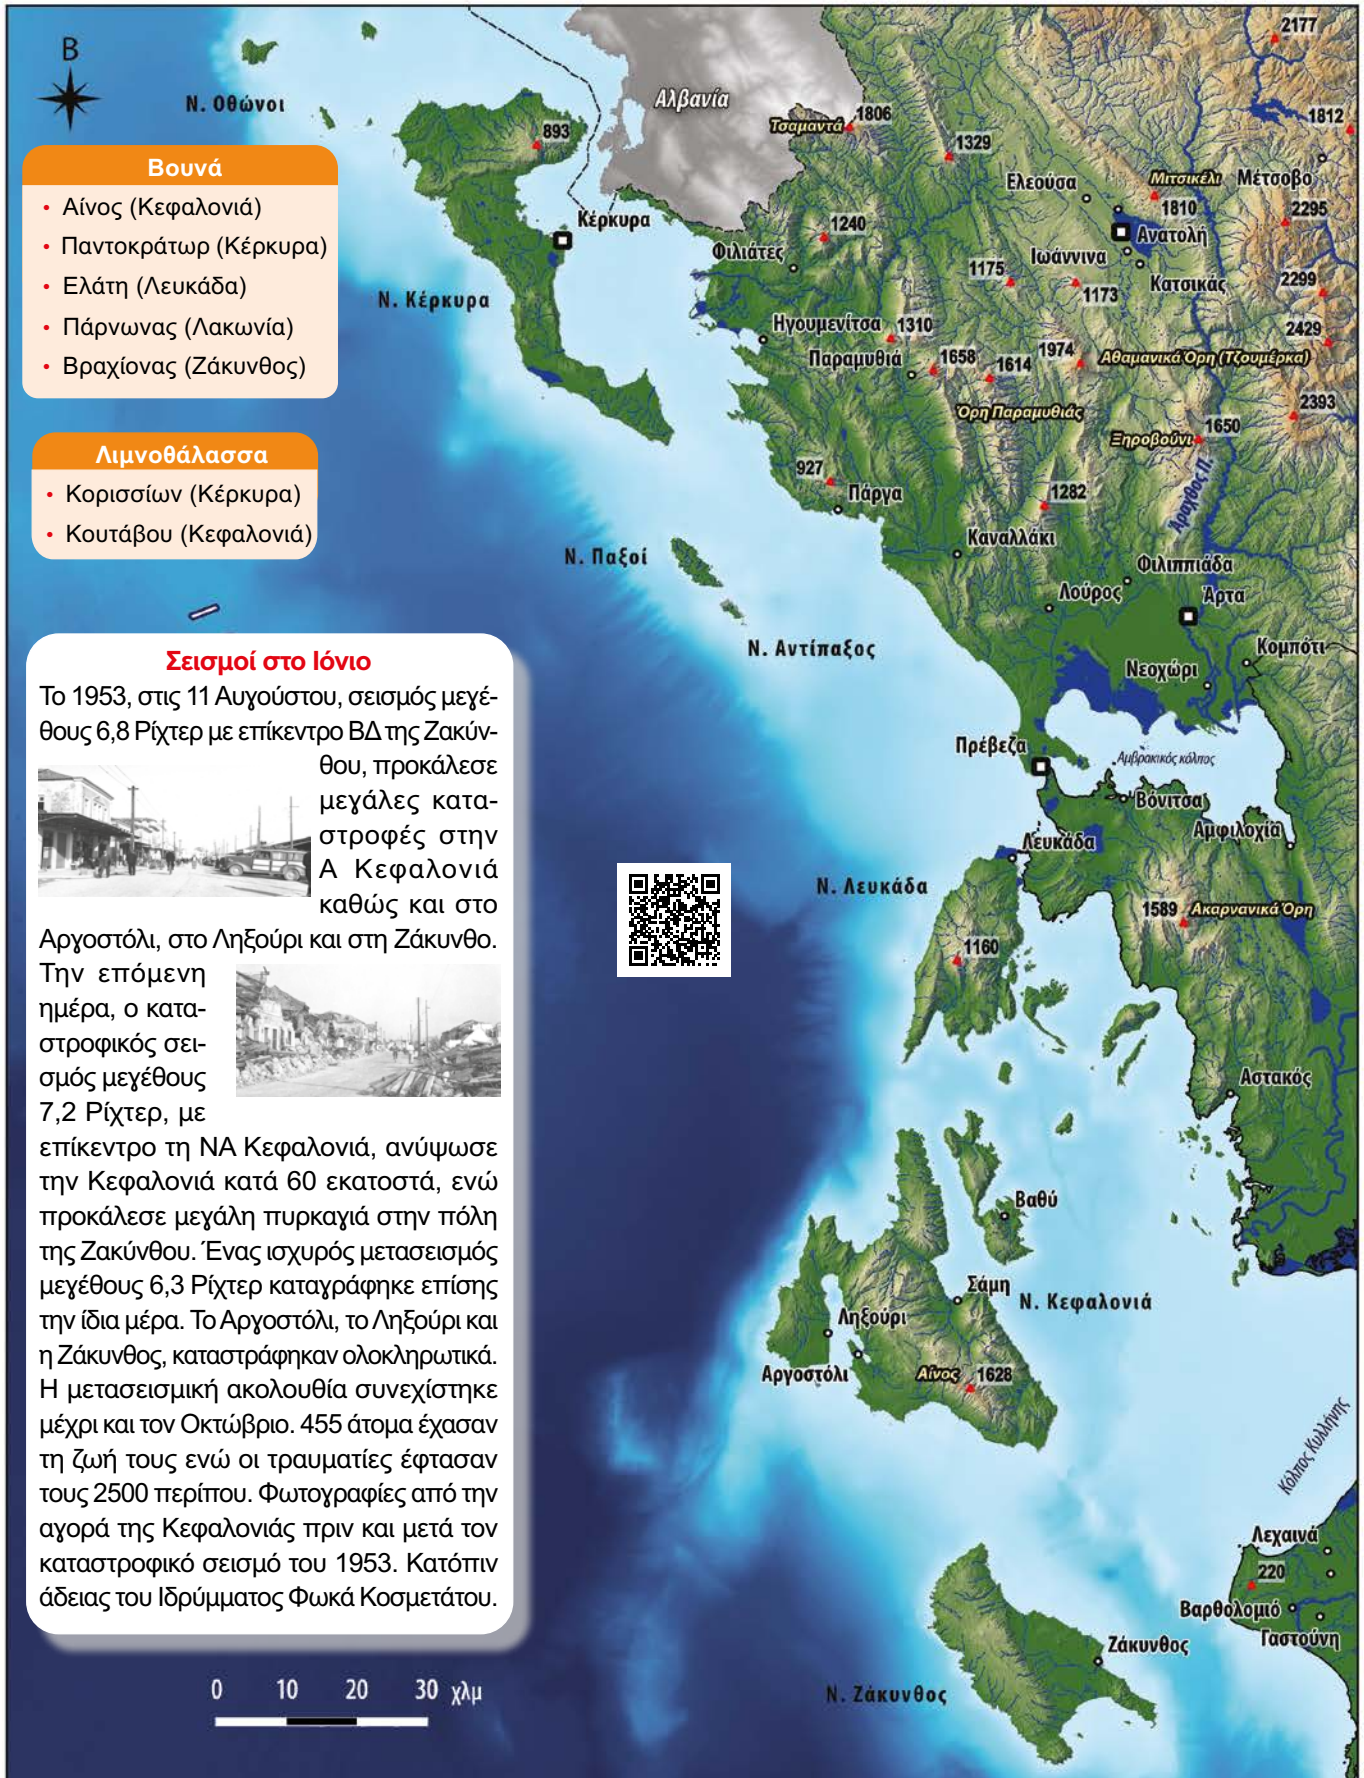 Β
Ν. Οθώνοι
Αλβανία
2177
1812
Τσαμαντά
1806
893
1329
Ελεούσα
Μιτσικέλι
Μέτσοβο
1810
2295
Βουνά
• Αίνος (Κεφαλονιά)
• Παντοκράτωρ (Κέρκυρα)
• Ελάτη (Λευκάδα)
• Πάρνωνας (Λακωνία)
• Βραχίονας (Ζάκυνθος)
Κέρκυρα
1240
Φιλιάτες
Ανατολή
Ιωάννινα
Κατσικάς
1175
1173
2299
Ν. Κέρκυρα
Ηγουμενίτσα
1310
2429
Παραμυθιά
1658
1614
1974
Αθαμανικά Όρη (Τζουμέρκα)
Όρη Παραμυθιάς
2393
Ξηροβούνι
1650
Λιμνοθάλασσα
• Κορισσίων (Κέρκυρα)
• Κουτάβου (Κεφαλονιά)
927
Πάργα
1282
Άραχθος Π.
Καναλλάκι
Ν. Παξοί
Φιλιππιάδα
Λούρος
Άρτα
Ν. Αντίπαξος
Κομπότι
Νεοχώρι
Πρέβεζα
Αμβρακικός κόλπος
Βόνιτσα
Αμφιλοχία
Λευκάδα
Ν. Λευκάδα
1589
Ακαρνανικά Όρη
1160
Αστακός
Βαθύ
Σάμη
Ν. Κεφαλονιά
Ληξούρι
Αργοστόλι
Αίνος
1628
Κόλπος Κυλλήνης
Λεχαινά
220
Βαρθολομιό
Γαστούνη
Ζάκυνθος
Ν. Ζάκυνθος
Σεισμοί στο Ιόνιο
Το 1953, στις 11 Αυγούστου, σεισμός μεγέ-
θους 6,8 Ρίχτερ με επίκεντρο ΒΔ της Ζακύν-
θου, προκάλεσε
μεγάλες κατα-
στροφές στην
Α Κεφαλονιά
καθώς και στο
Αργοστόλι, στο Ληξούρι και στη Ζάκυνθο.
Την επόμενη
ημέρα, ο κατα-
στροφικός σει-
σμός μεγέθους
7,2 Ρίχτερ, με
επίκεντρο τη ΝΑ Κεφαλονιά, ανύψωσε
την Κεφαλονιά κατά 60 εκατοστά, ενώ
προκάλεσε μεγάλη πυρκαγιά στην πόλη
της Ζακύνθου. Ένας ισχυρός μετασεισμός
μεγέθους 6,3 Ρίχτερ καταγράφηκε επίσης
την ίδια μέρα. Το Αργοστόλι, το Ληξούρι και
η Ζάκυνθος, καταστράφηκαν ολοκληρωτικά.
Η μετασεισμική ακολουθία συνεχίστηκε
μέχρι και τον Οκτώβριο. 455 άτομα έχασαν
τη ζωή τους ενώ οι τραυματίες έφτασαν
τους 2500 περίπου. Φωτογραφίες από την
αγορά της Κεφαλονιάς πριν και μετά τον
καταστροφικό σεισμό του 1953. Κατόπιν
άδειας του Ιδρύμματος Φωκά Κοσμετάτου.
0 10 20 30 χλμ